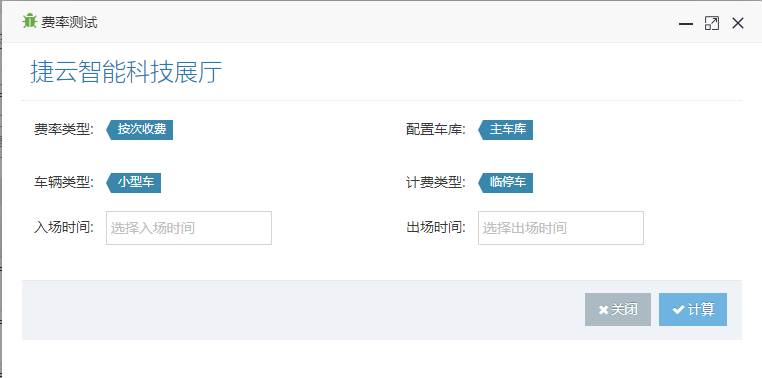 费率测试
捷云智能科技展厅
费率类型: 按次收费 配置车库: 主车库
车辆类型: 小型车 计费类型: 临停车
入场时间: 选择入场时间 出场时间: 选择出场时间
关闭 计算